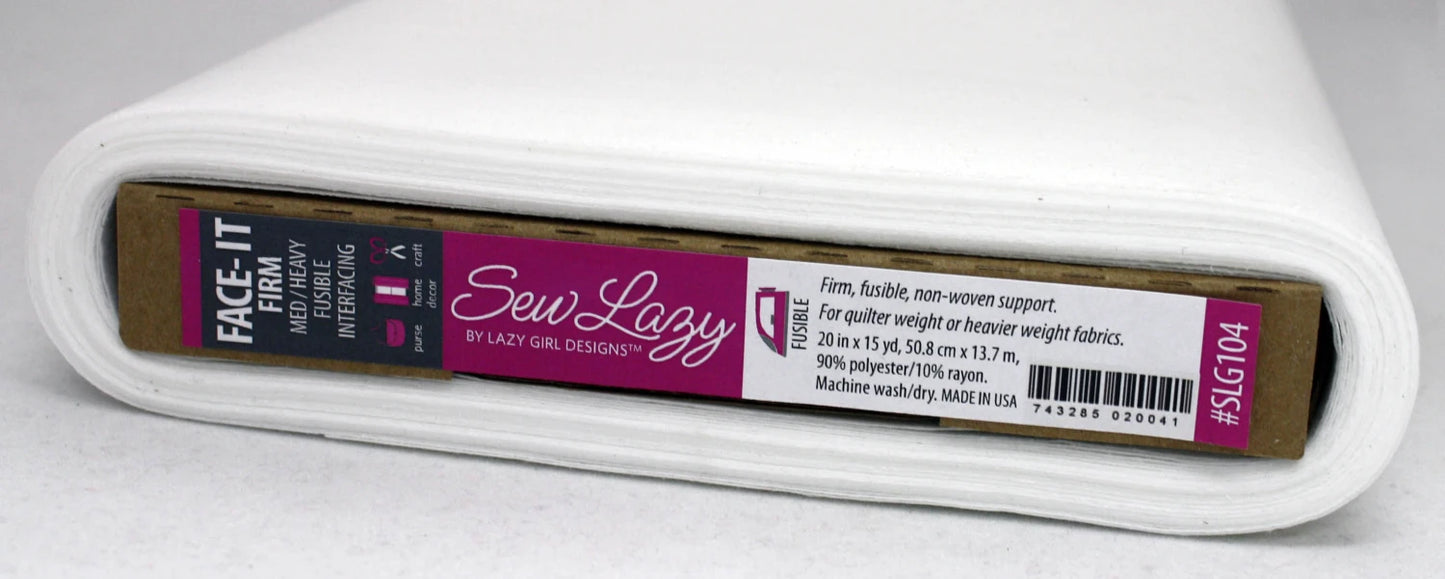 FACE-IT
FIRM
MED/HEAVY
FUSIBLE
INTERFACING
purse
home
decor
craft
Sew Lazy
BY LAZY GIRL DESIGNS™
FUSIBLE
Firm, fusible, non-woven support.
For quilter weight or heavier weight fabrics.
20 in x 15 yd, 50.8 cm x 13.7 m,
90% polyester/10% rayon.
Machine wash/dry. MADE IN USA
743285 020041
#SLG104